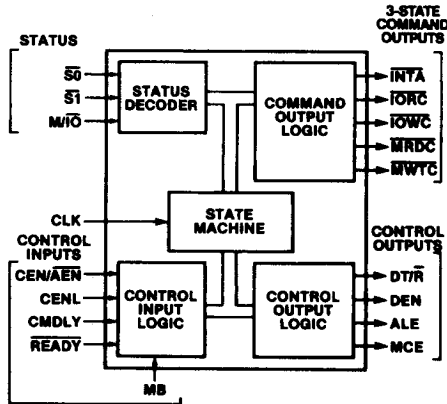 3-STATE
COMMAND
OUTPUTS
STATUS
S0
S1
M/IO
STATUS
DECODER
COMMAND
OUTPUT
LOGIC
INTA
IORC
IOWC
MRDC
MWTC
CLK
STATE
MACHINE
CONTROL
INPUTS
CEN/AEN
CENL
CMDLY
READY
CONTROL
INPUT
LOGIC
MB
CONTROL
OUTPUT
LOGIC
CONTROL
OUTPUTS
DT/R
DEN
ALE
MCE